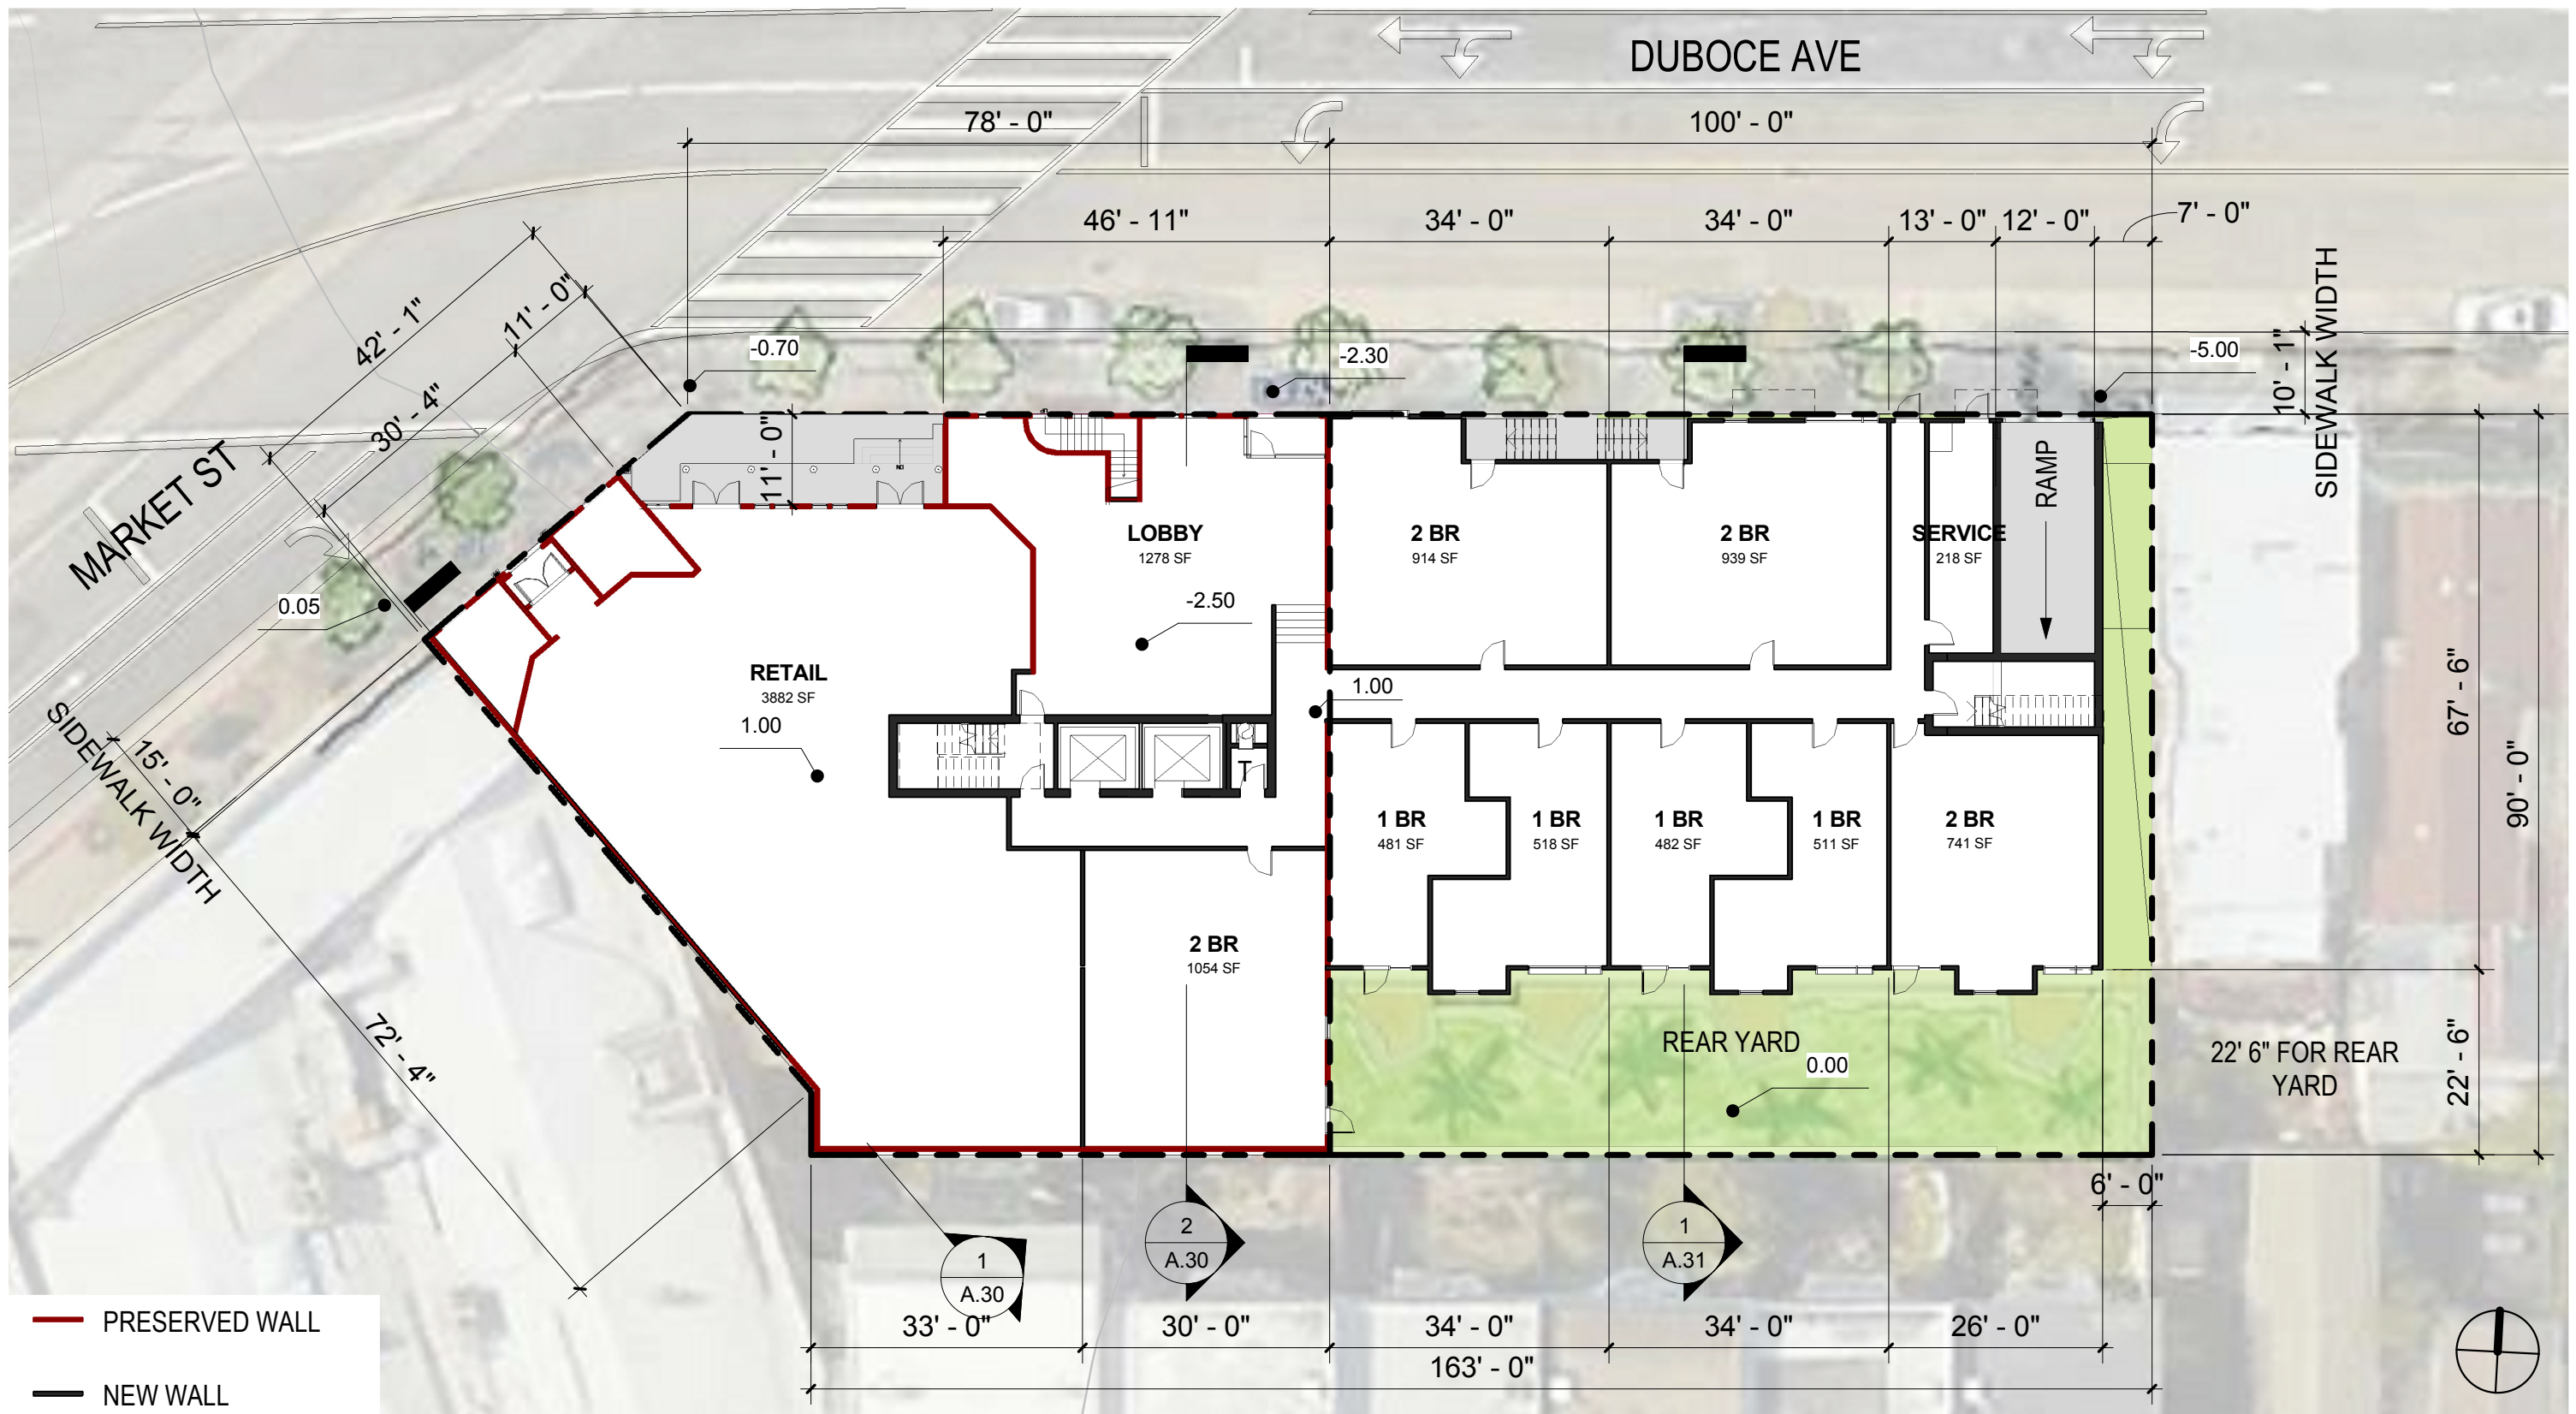 DUBOCE AVE
78' - 0"
100' - 0"
46' - 11"
34' - 0"
34' - 0"
13' - 0"
12' - 0"
7' - 0"
42' - 1"
11' - 0"
30' - 4"
10' - 1"
SIDEWALK WIDTH
-0.70
-2.30
-5.00
MARKET ST
11' - 0"
DN
RAMP
LOBBY
1278 SF
2 BR
914 SF
2 BR
939 SF
SERVICE
218 SF
0.05
-2.50
RETAIL
3882 SF
1.00
1.00
67' - 6"
90' - 0"
15' - 0"
SIDEWALK WIDTH
T
1 BR
481 SF
1 BR
518 SF
1 BR
482 SF
1 BR
511 SF
2 BR
741 SF
2 BR
1054 SF
72' - 4"
REAR YARD
0.00
22' 6" FOR REAR
YARD
22' - 6"
6' - 0"
1
A.30
2
A.30
1
A.31
33' - 0"
30' - 0"
34' - 0"
34' - 0"
26' - 0"
163' - 0"
PRESERVED WALL
NEW WALL